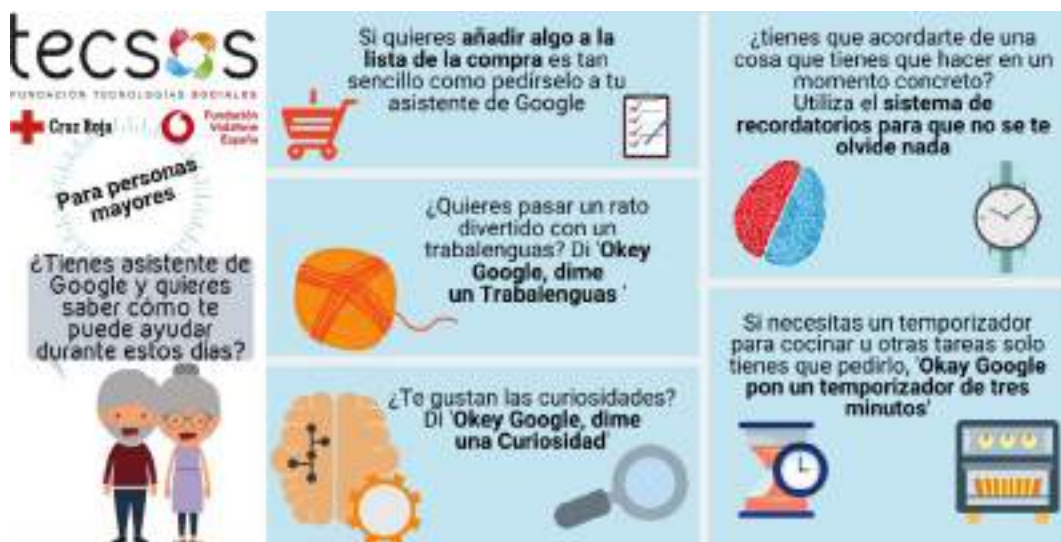 tecsos
FUNDACIÓN TECNOLOGÍAS SOCIALES
Cruz Roja
Fundación
Vodafone
España
Para personas
mayores
¿Tienes asistente de
Google y quieres
saber cómo te
puede ayudar
durante estos días?
Si quieres añadir algo a la
lista de la compra es tan
sencillo como pedírselo a tu
asistente de Google
¿Quieres pasar un rato
divertido con un
trabalenguas? Di 'Okey
Google, dime
un Trabalenguas '
¿Te gustan las curiosidades?
Di 'Okey Google, dime
una Curiosidad'
¿tienes que acordarte de una
cosa que tienes que hacer en un
momento concreto?
Utiliza el sistema de
recordatorios para que no se te
olvide nada
Si necesitas un temporizador
para cocinar u otras tareas solo
tienes que pedirlo, 'Okay Google
pon un temporizador de tres
minutos'